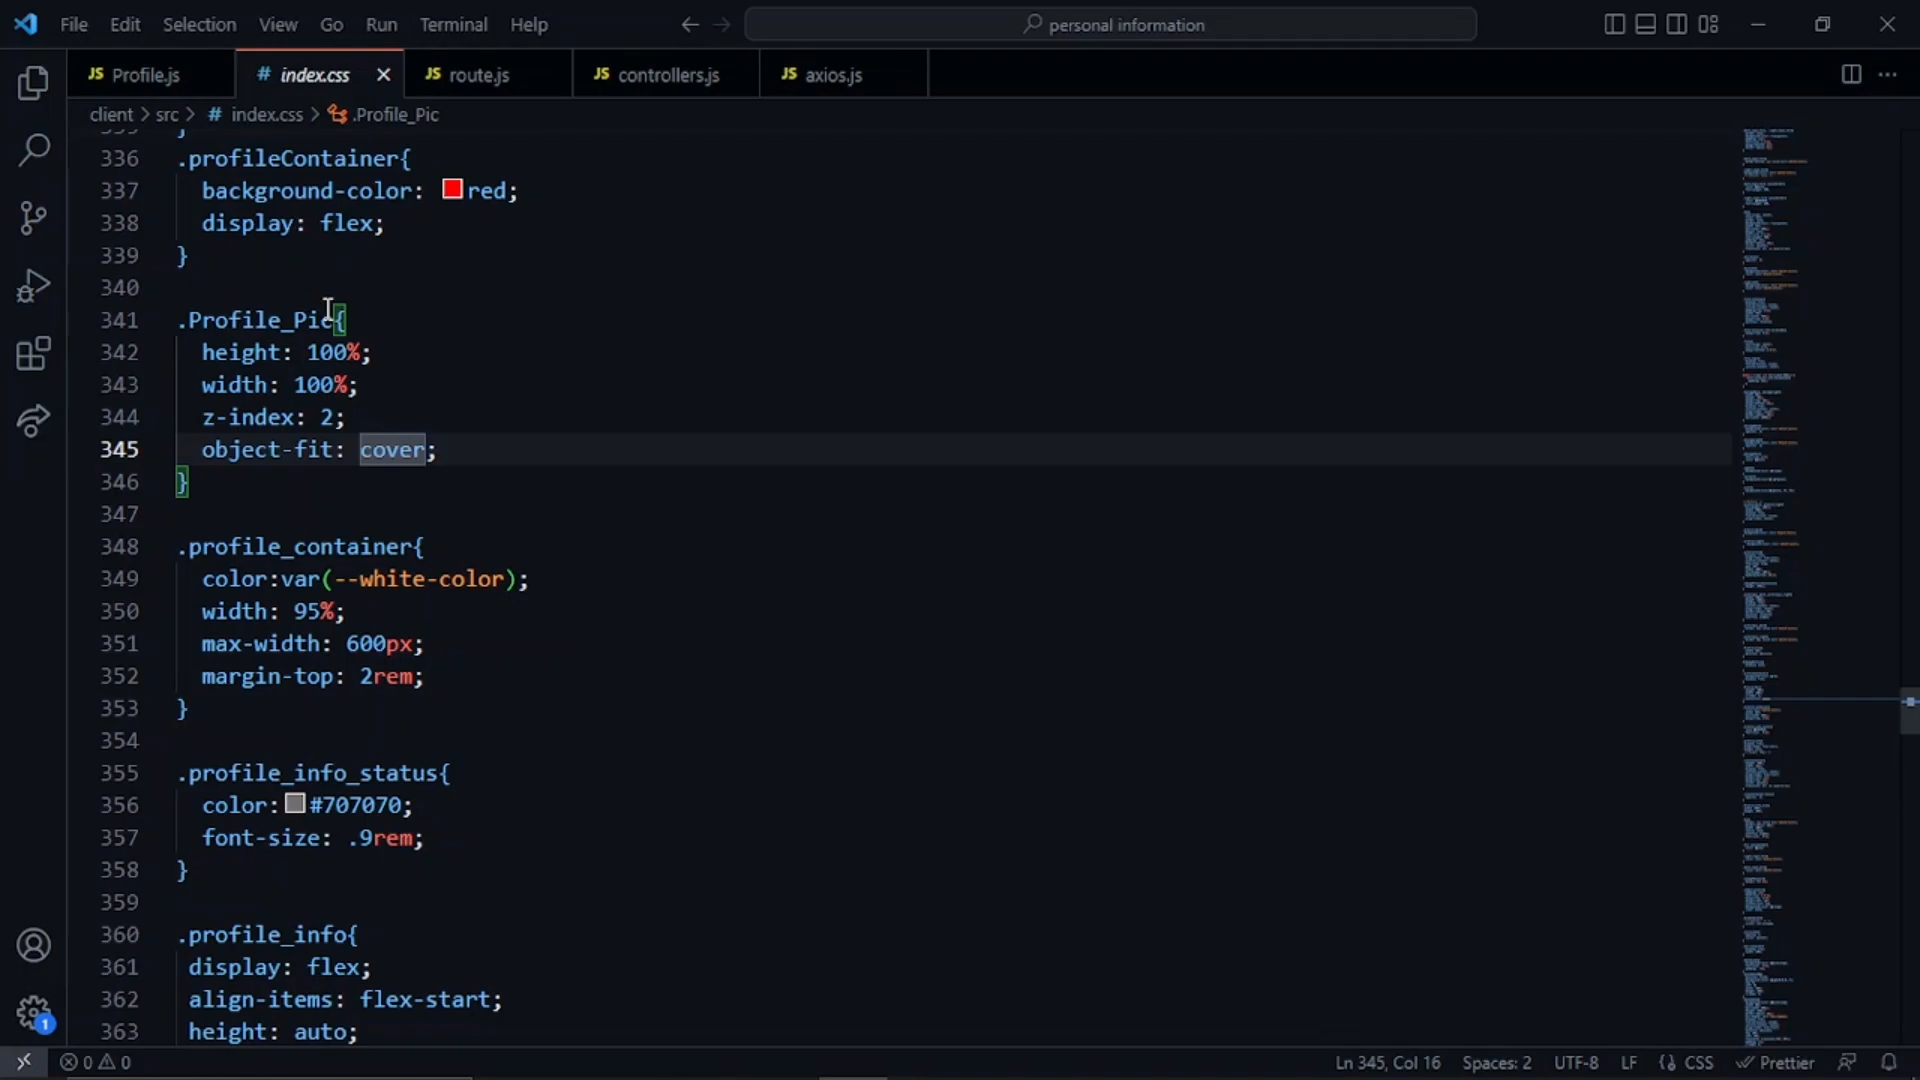 File Edit Selection View Go Run Terminal Help
personal information
JS Profile.js
# index.css
JS route.js
JS controllers.js
JS axios.js
client > src > # index.css > .Profile_Pic
336 .profileContainer{
337 background-color: red;
338 display: flex;
339 }
340
341 .Profile_Pic{
342 height: 100%;
343 width: 100%;
344 z-index: 2;
345 object-fit: cover;
346 }
347
348 .profile_container{
349 color:var(--white-color);
350 width: 95%;
351 max-width: 600px;
352 margin-top: 2rem;
353 }
354
355 .profile_info_status{
356 color:#707070;
357 font-size: .9rem;
358 }
359
360 .profile_info{
361 display: flex;
362 align-items: flex-start;
363 height: auto;
1
0 0
Ln 345, Col 16 Spaces: 2 UTF-8 LF {} CSS Prettier